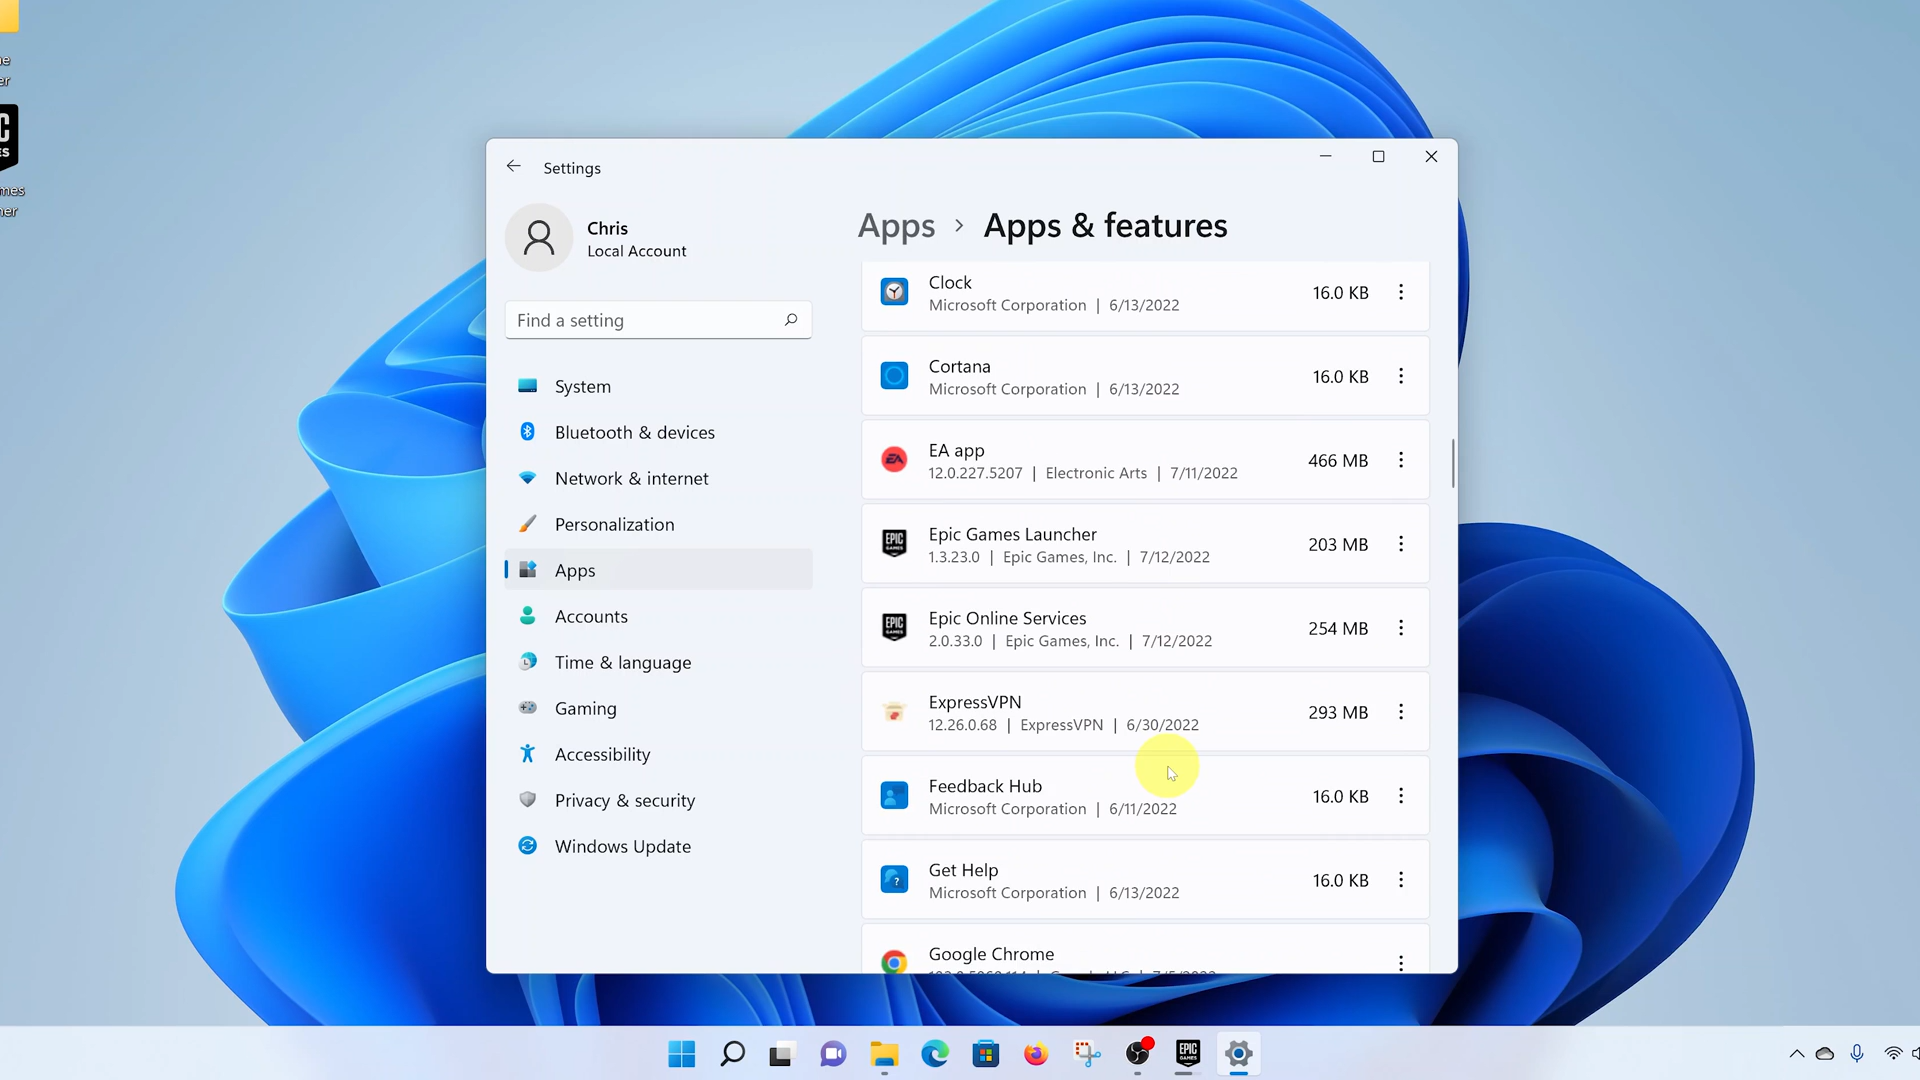 Settings
Chris
Local Account
Find a setting
System
Bluetooth & devices
Network & internet
Personalization
Apps
Accounts
Time & language
Gaming
Accessibility
Privacy & security
Windows Update
Apps > Apps & features
Clock
Microsoft Corporation | 6/13/2022
16.0 KB
Cortana
Microsoft Corporation | 6/13/2022
16.0 KB
EA app
12.0.227.5207 | Electronic Arts | 7/11/2022
466 MB
Epic Games Launcher
1.3.23.0 | Epic Games, Inc. | 7/12/2022
203 MB
Epic Online Services
2.0.33.0 | Epic Games, Inc. | 7/12/2022
254 MB
ExpressVPN
12.26.0.68 | ExpressVPN | 6/30/2022
293 MB
Feedback Hub
Microsoft Corporation | 6/11/2022
16.0 KB
Get Help
Microsoft Corporation | 6/13/2022
16.0 KB
Google Chrome